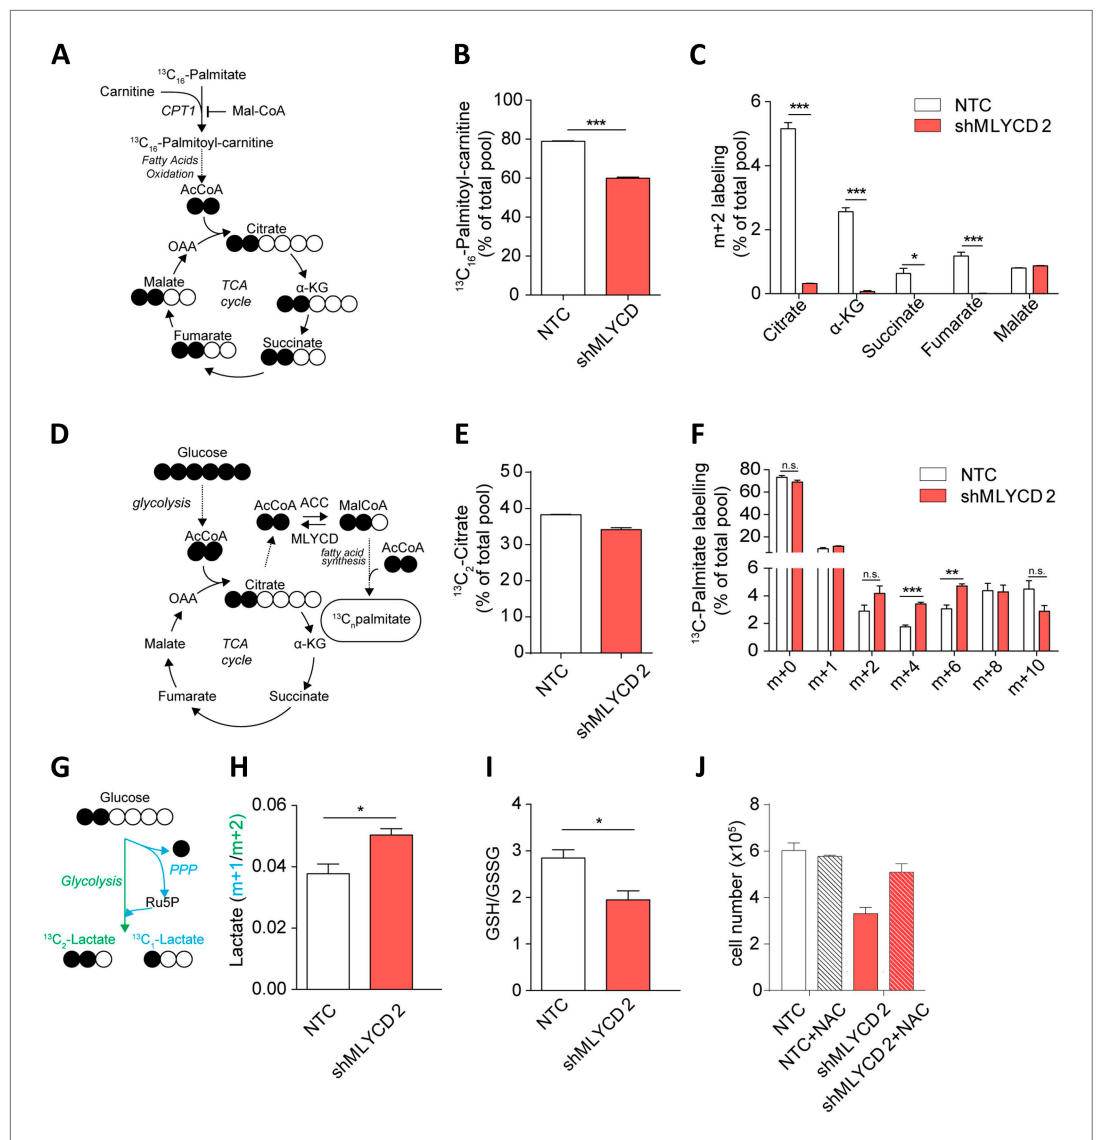 A
¹³C₁₆-Palmitate
Carnitine
CPT1
Mal-CoA
¹³C₁₆-Palmitoyl-carnitine
Fatty Acids
Oxidation
AcCoA
OAA
Citrate
Malate
TCA
cycle
α-KG
Fumarate
Succinate
B
¹³C₁₆-Palmitoyl-carnitine
(% of total pool)
100
80
60
40
20
0
***
NTC
shMLYCD
C
m+2 labeling
(% of total pool)
6
4
2
0
***
***
*
***
NTC
shMLYCD 2
Citrate
α-KG
Succinate
Fumarate
Malate
D
Glucose
glycolysis
AcCoA
ACC
MalCoA
MLYCD
AcCoA
fatty acid
synthesis
AcCoA
OAA
Citrate
¹³Cₙpalmitate
Malate
TCA
cycle
α-KG
Fumarate
Succinate
E
¹³C₂-Citrate
(% of total pool)
50
40
30
20
10
0
NTC
shMLYCD 2
F
¹³C-Palmitate labelling
(% of total pool)
80
60
40
20
6
4
2
0
n.s.
n.s.
***
**
n.s.
NTC
shMLYCD 2
m+0
m+1
m+2
m+4
m+6
m+8
m+10
G
Glucose
Glycolysis
PPP
Ru5P
¹³C₂-Lactate
¹³C₁-Lactate
H
Lactate (m+1/m+2)
0.06
0.04
0.02
0.00
*
NTC
shMLYCD 2
I
GSH/GSSG
4
3
2
1
0
*
NTC
shMLYCD 2
J
cell number (x10⁵)
8
6
4
2
0
NTC
NTC+NAC
shMLYCD 2
shMLYCD 2+NAC